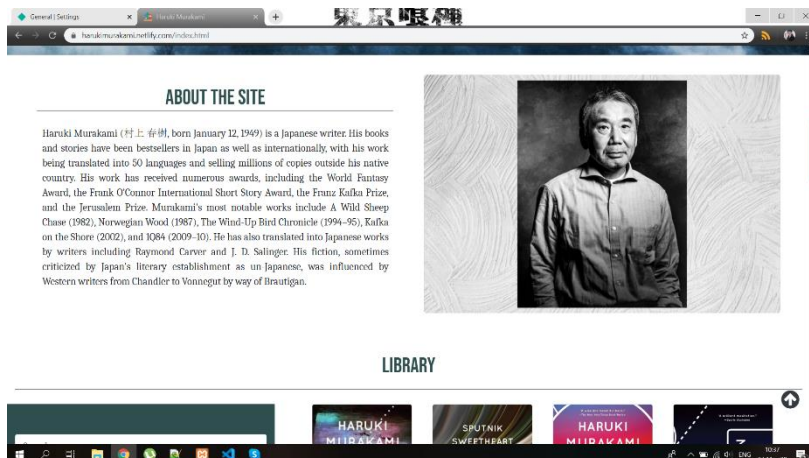 General | Settings
Haruki Murakami
東京喰種
harukimurakami.netlify.com/index.html
ABOUT THE SITE
Haruki Murakami (村上 春樹, born January 12, 1949) is a Japanese writer. His books
and stories have been bestsellers in Japan as well as internationally, with his work
being translated into 50 languages and selling millions of copies outside his native
country. His work has received numerous awards, including the World Fantasy
Award, the Frank O'Connor International Short Story Award, the Franz Kafka Prize,
and the Jerusalem Prize. Murakami's most notable works include A Wild Sheep
Chase (1982), Norwegian Wood (1987), The Wind-Up Bird Chronicle (1994–95), Kafka
on the Shore (2002), and 1Q84 (2009–10). He has also translated into Japanese works
by writers including Raymond Carver and J. D. Salinger. His fiction, sometimes
criticized by Japan's literary establishment as un-Japanese, was influenced by
Western writers from Chandler to Vonnegut by way of Brautigan.
LIBRARY
HARUKI
MURAKAMI
SPUTNIK
SWEETHEART
HARUKI
MURAKAMI
ENG
10:37